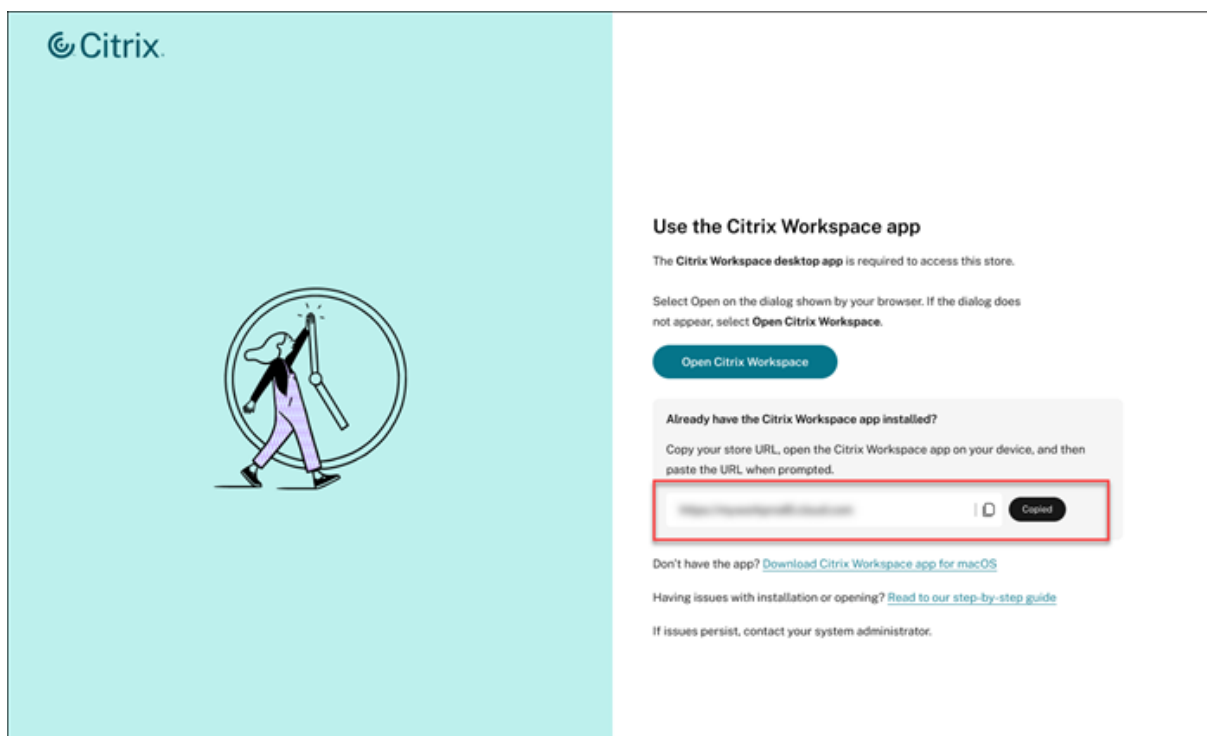 Citrix.
Use the Citrix Workspace app
The Citrix Workspace desktop app is required to access this store.
Select Open on the dialog shown by your browser. If the dialog does
not appear, select Open Citrix Workspace.
Open Citrix Workspace
Already have the Citrix Workspace app installed?
Copy your store URL, open the Citrix Workspace app on your device, and then
paste the URL when prompted.
Copied
Don't have the app? Download Citrix Workspace app for macOS
Having issues with installation or opening? Read to our step-by-step guide
If issues persist, contact your system administrator.